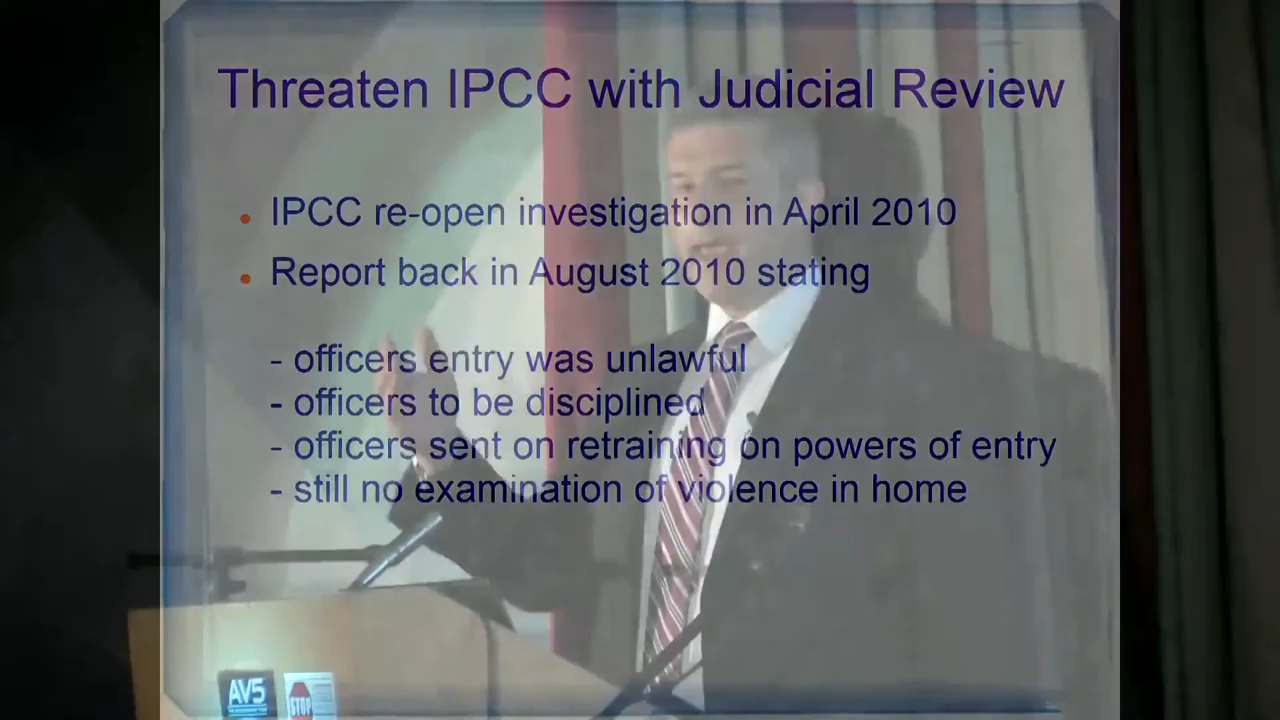 Threaten IPCC with Judicial Review
• IPCC re-open investigation in April 2010
• Report back in August 2010 stating
- officers entry was unlawful
- officers to be disciplined
- officers sent on retraining on powers of entry
- still no examination of violence in home
AV5
STOP